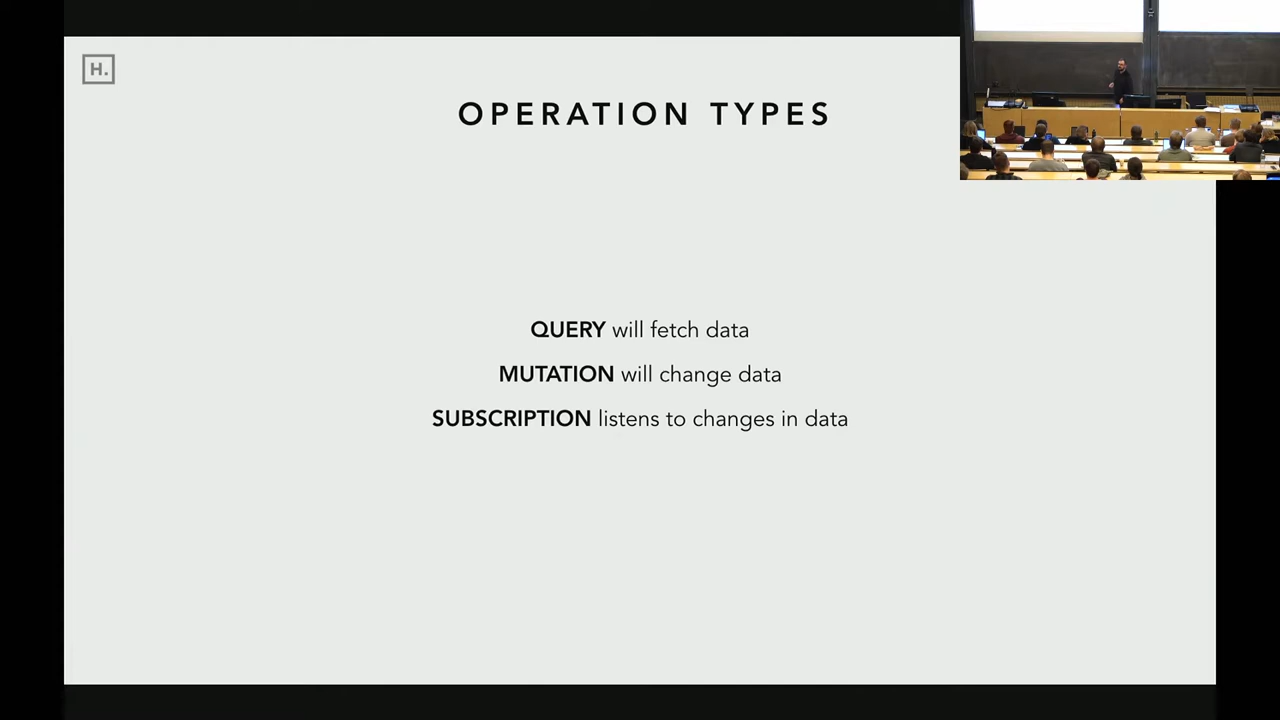 H.
OPERATION TYPES
QUERY will fetch data
MUTATION will change data
SUBSCRIPTION listens to changes in data